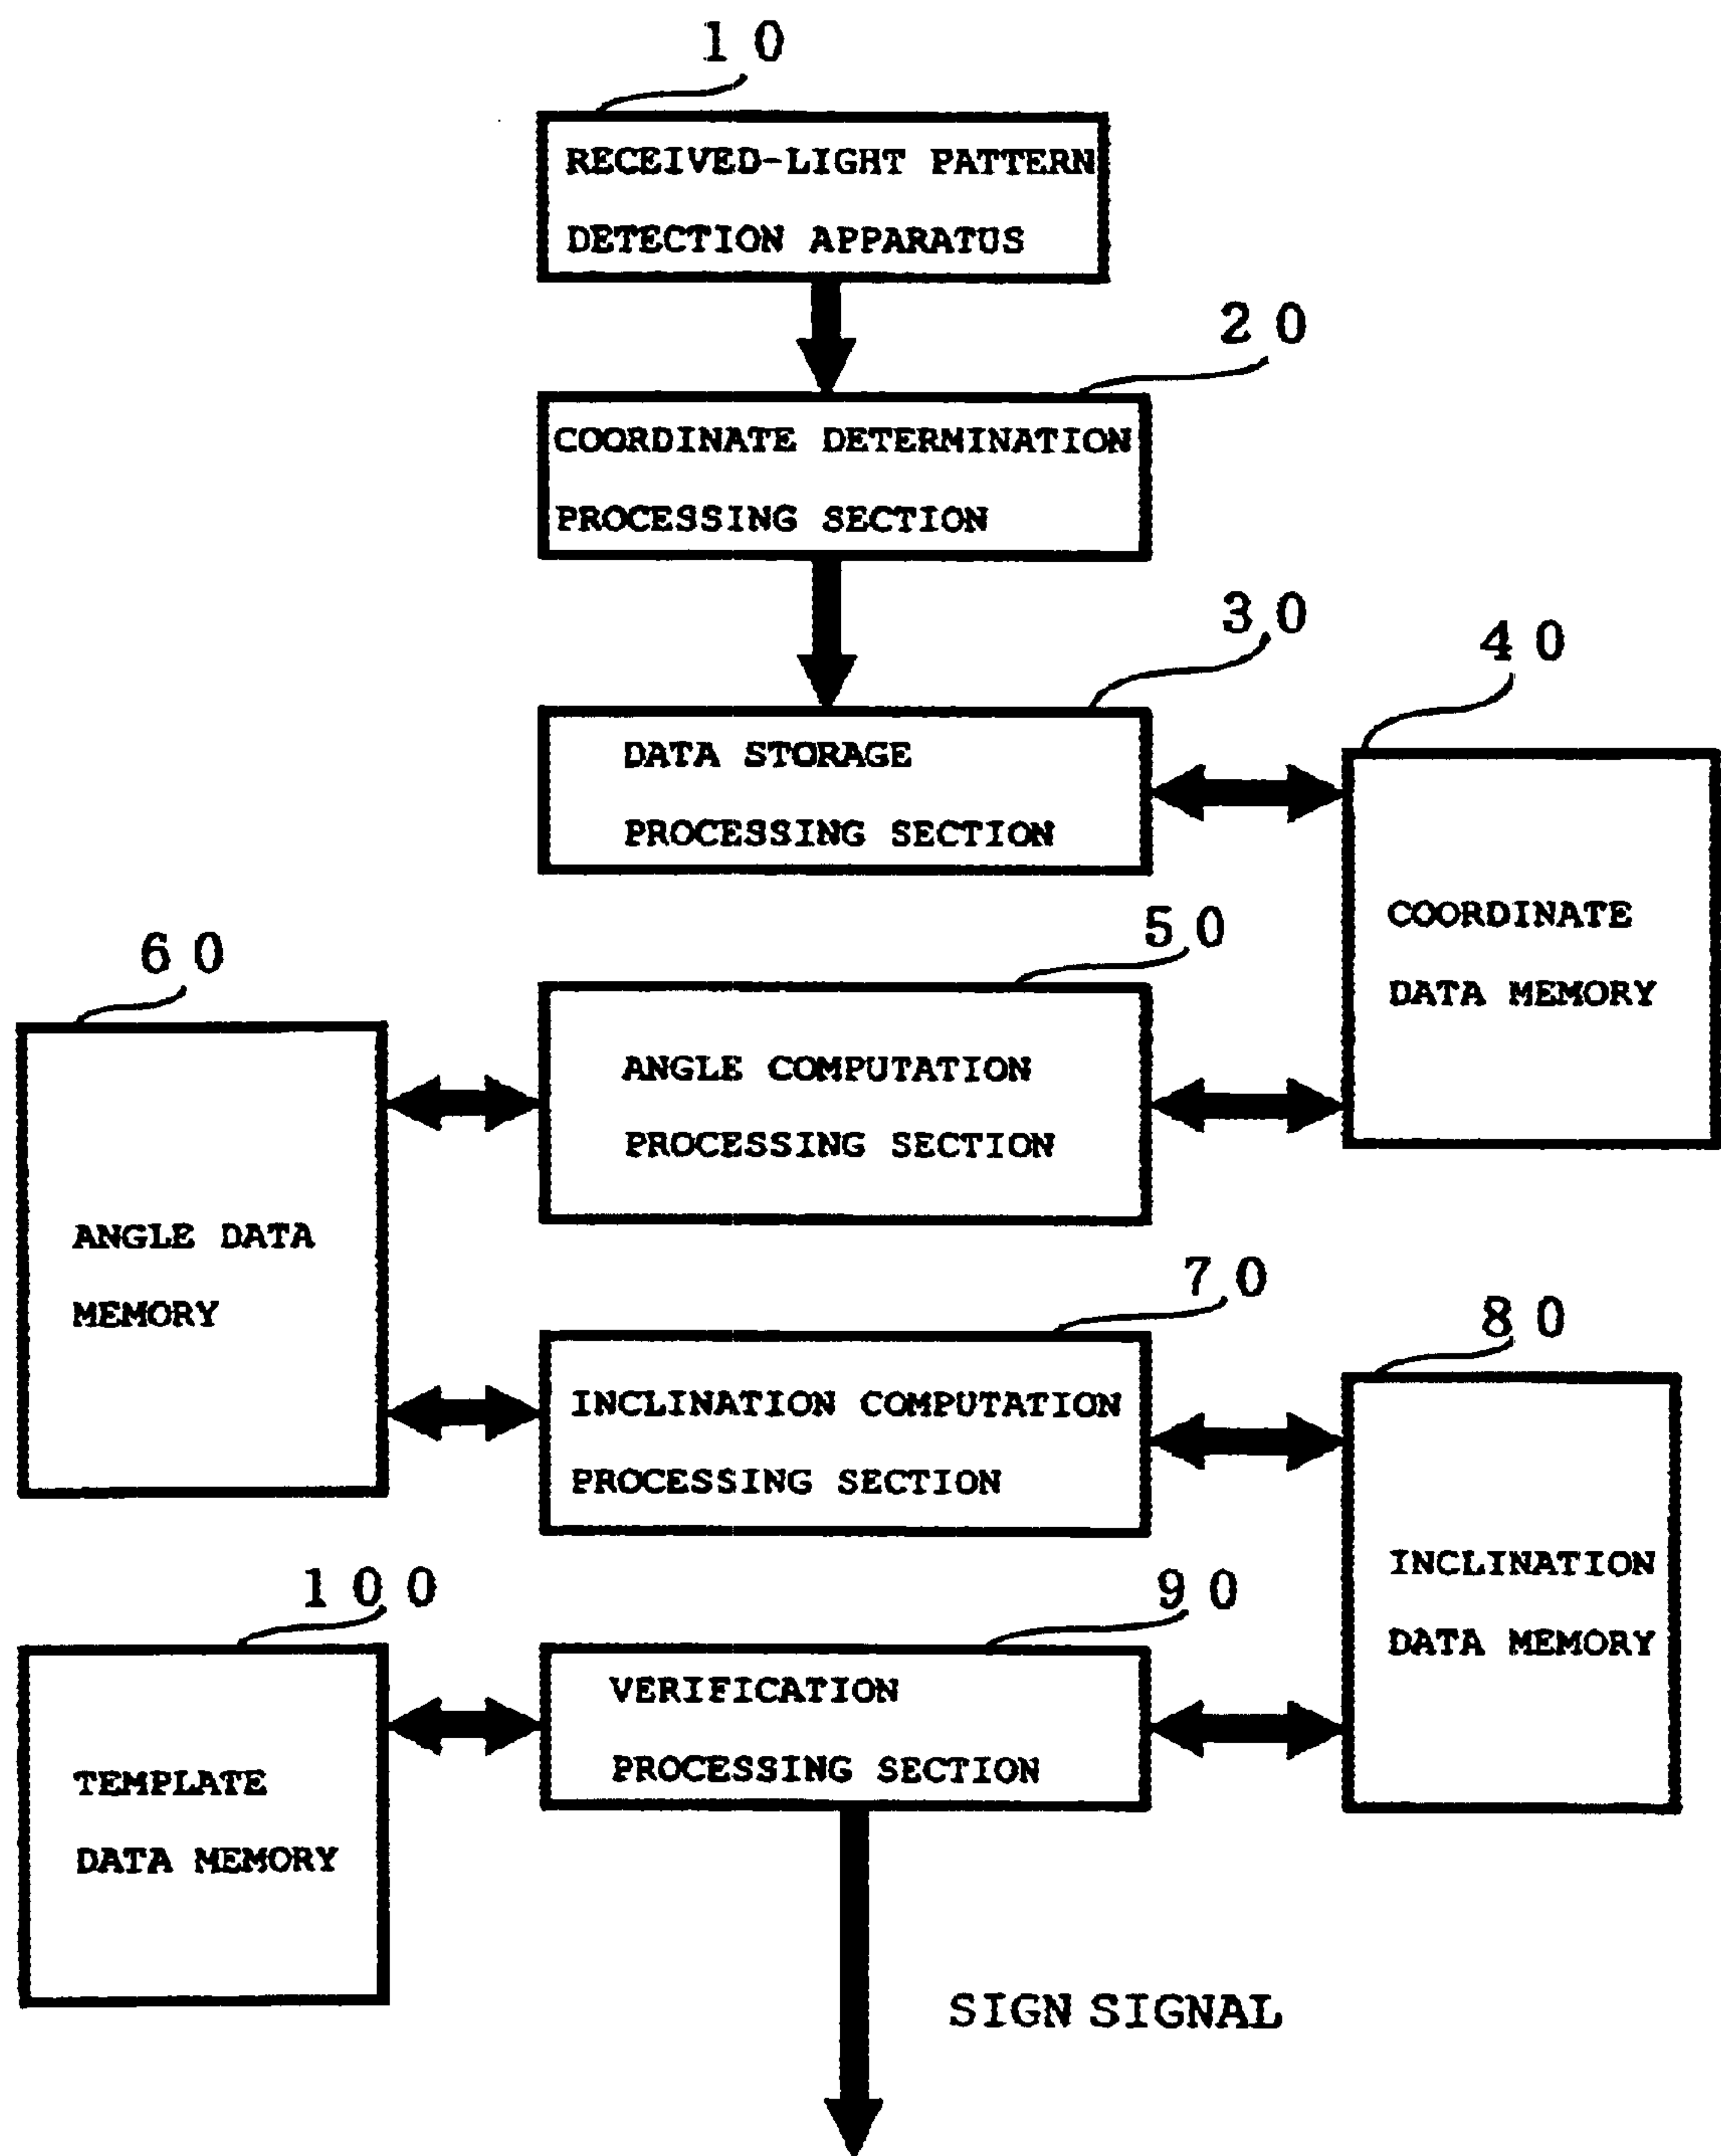 10
RECEIVED-LIGHT PATTERN
DETECTION APPARATUS
20
COORDINATE DETERMINATION
PROCESSING SECTION
30
DATA STORAGE
PROCESSING SECTION
40
COORDINATE
DATA MEMORY
50
ANGLE COMPUTATION
PROCESSING SECTION
60
ANGLE DATA
MEMORY
70
INCLINATION COMPUTATION
PROCESSING SECTION
80
INCLINATION
DATA MEMORY
90
VERIFICATION
PROCESSING SECTION
100
TEMPLATE
DATA MEMORY
SIGN SIGNAL